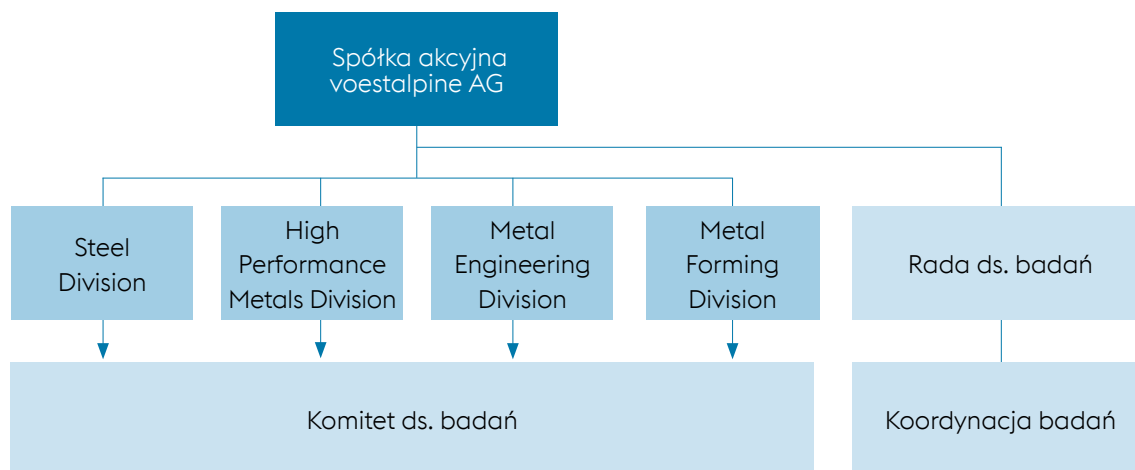 Spółka akcyjna
voestalpine AG
Steel
Division
High
Performance
Metals Division
Metal
Engineering
Division
Metal
Forming
Division
Rada ds. badań
Komitet ds. badań
Koordynacja badań